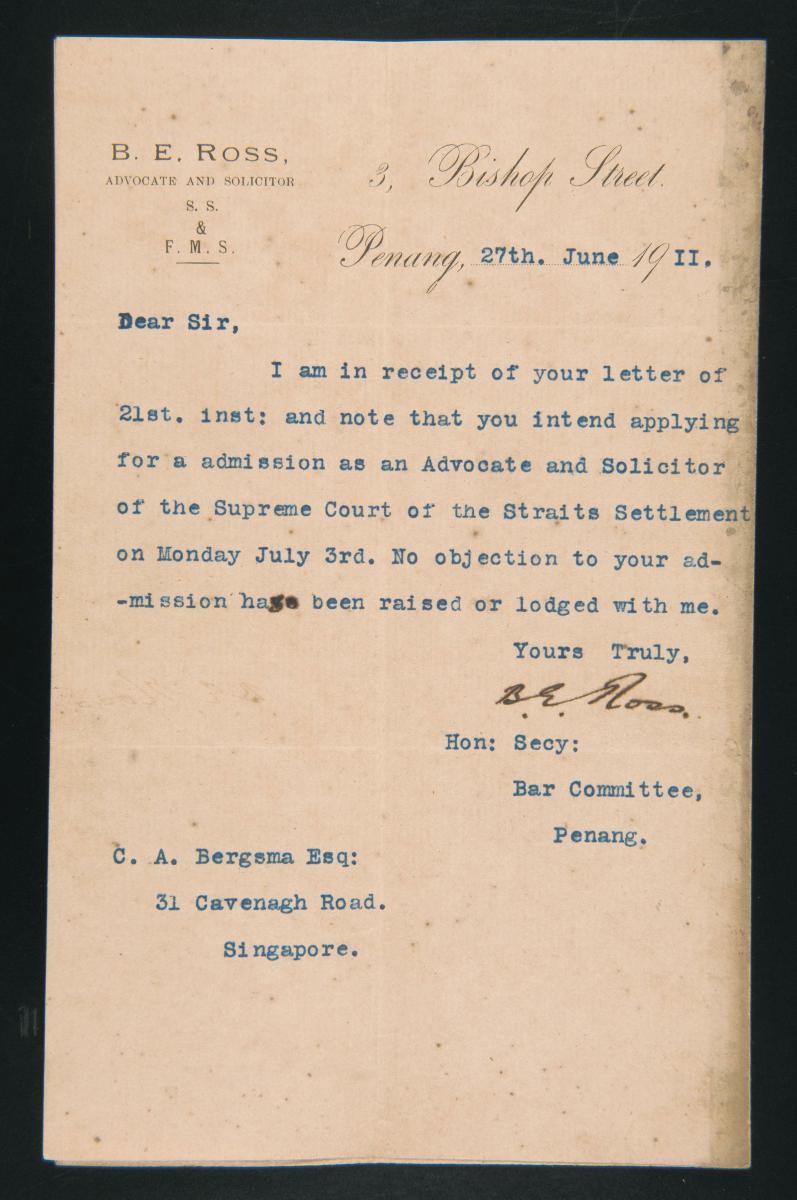 B. E. ROSS,
ADVOCATE AND SOLICITOR
S. S.
&
F. M. S.
3, Bishop Street.
Penang, 27th. June 1911.
Dear Sir,
I am in receipt of your letter of
21st. inst: and note that you intend applying
for a admission as an Advocate and Solicitor
of the Supreme Court of the Straits Settlement
on Monday July 3rd. No objection to your ad-
-mission have been raised or lodged with me.
Yours Truly,
B. E. Ross.
Hon: Secy:
Bar Committee,
Penang.
C. A. Bergsma Esq:
31 Cavenagh Road.
Singapore.